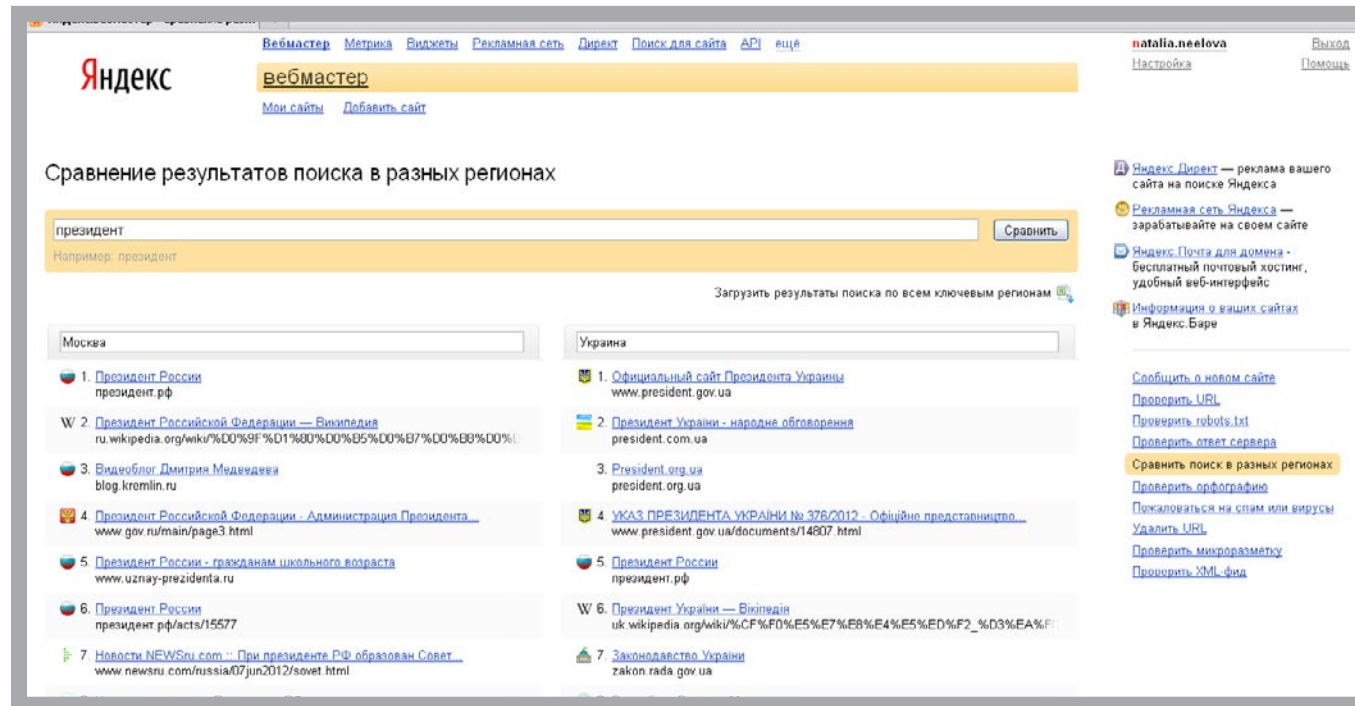 Вебмастер Метрика Виджеты Рекламная сеть Директ Поиск для сайта API ещё
natalia.neelova Выход
Яндекс
вебмастер
Настройка Помощь
Мои сайты Добавить сайт
Сравнение результатов поиска в разных регионах
президент
Сравнить
Например: президент
Загрузить результаты поиска по всем ключевым регионам
Москва
1. Президент России
президент.рф
W 2. Президент Российской Федерации — Википедия
ru.wikipedia.org/wiki/%D0%9F%D1%80%D0%B5%D0%B7%D0%B8%D0%
3. Видеоблог Дмитрия Медведева
blog.kremlin.ru
4. Президент Российской Федерации - Администрация Президента...
www.gov.ru/main/page3.html
5. Президент России - гражданам школьного возраста
www.uznay-prezidenta.ru
6. Президент России
президент.рф/acts/15577
7. Новости NEWSru.com :: При президенте РФ образован Совет...
www.newsru.com/russia/07jun2012/sovet.html
Украина
1. Официальный сайт Президента Украины
www.president.gov.ua
2. Президент України - народне обговорення
president.com.ua
3. President.org.ua
president.org.ua
4. УКАЗ ПРЕЗИДЕНТА УКРАЇНИ № 376/2012 - Офіційне представництво...
www.president.gov.ua/documents/14807.html
5. Президент России
президент.рф
W 6. Президент України — Вікіпедія
uk.wikipedia.org/wiki/%CF%F0%E5%E7%E8%E4%E5%ED%F2_%D3%EA%
7. Законодавство України
zakon.rada.gov.ua
Яндекс.Директ — реклама вашего
сайта на поиске Яндекса
Рекламная сеть Яндекса —
зарабатывайте на своем сайте
Яндекс.Почта для домена -
бесплатный почтовый хостинг,
удобный веб-интерфейс
Информация о ваших сайтах
в Яндекс.Баре
Сообщить о новом сайте
Проверить URL
Проверить robots.txt
Проверить ответ сервера
Сравнить поиск в разных регионах
Проверить орфографию
Пожаловаться на спам или вирусы
Удалить URL
Проверить микроразметку
Проверить XML-фид